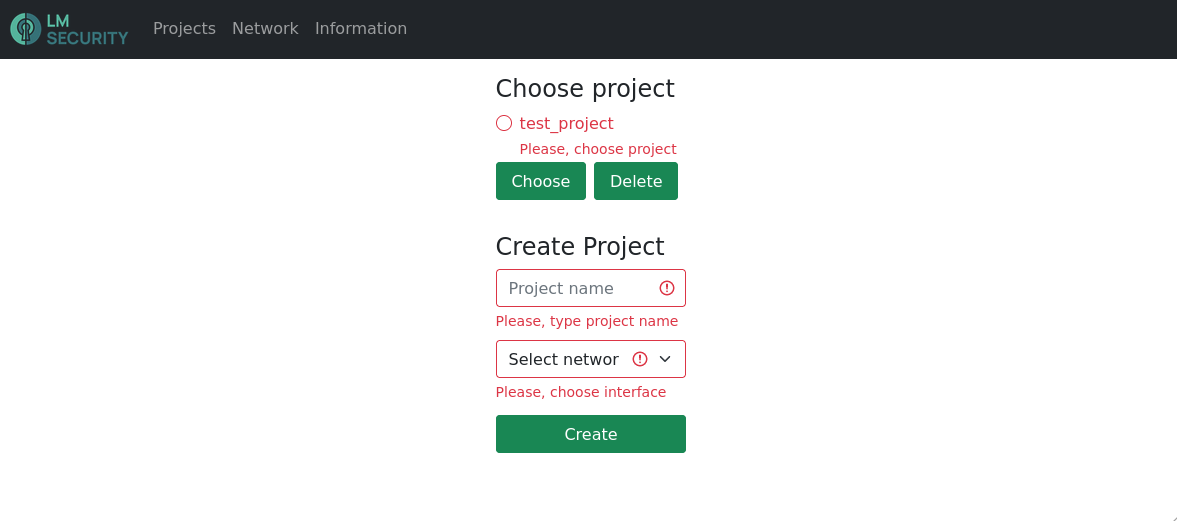 LM
SECURITY
Projects Network Information
Choose project
test_project
Please, choose project
Choose Delete
Create Project
Project name
Please, type project name
Select networ
Please, choose interface
Create